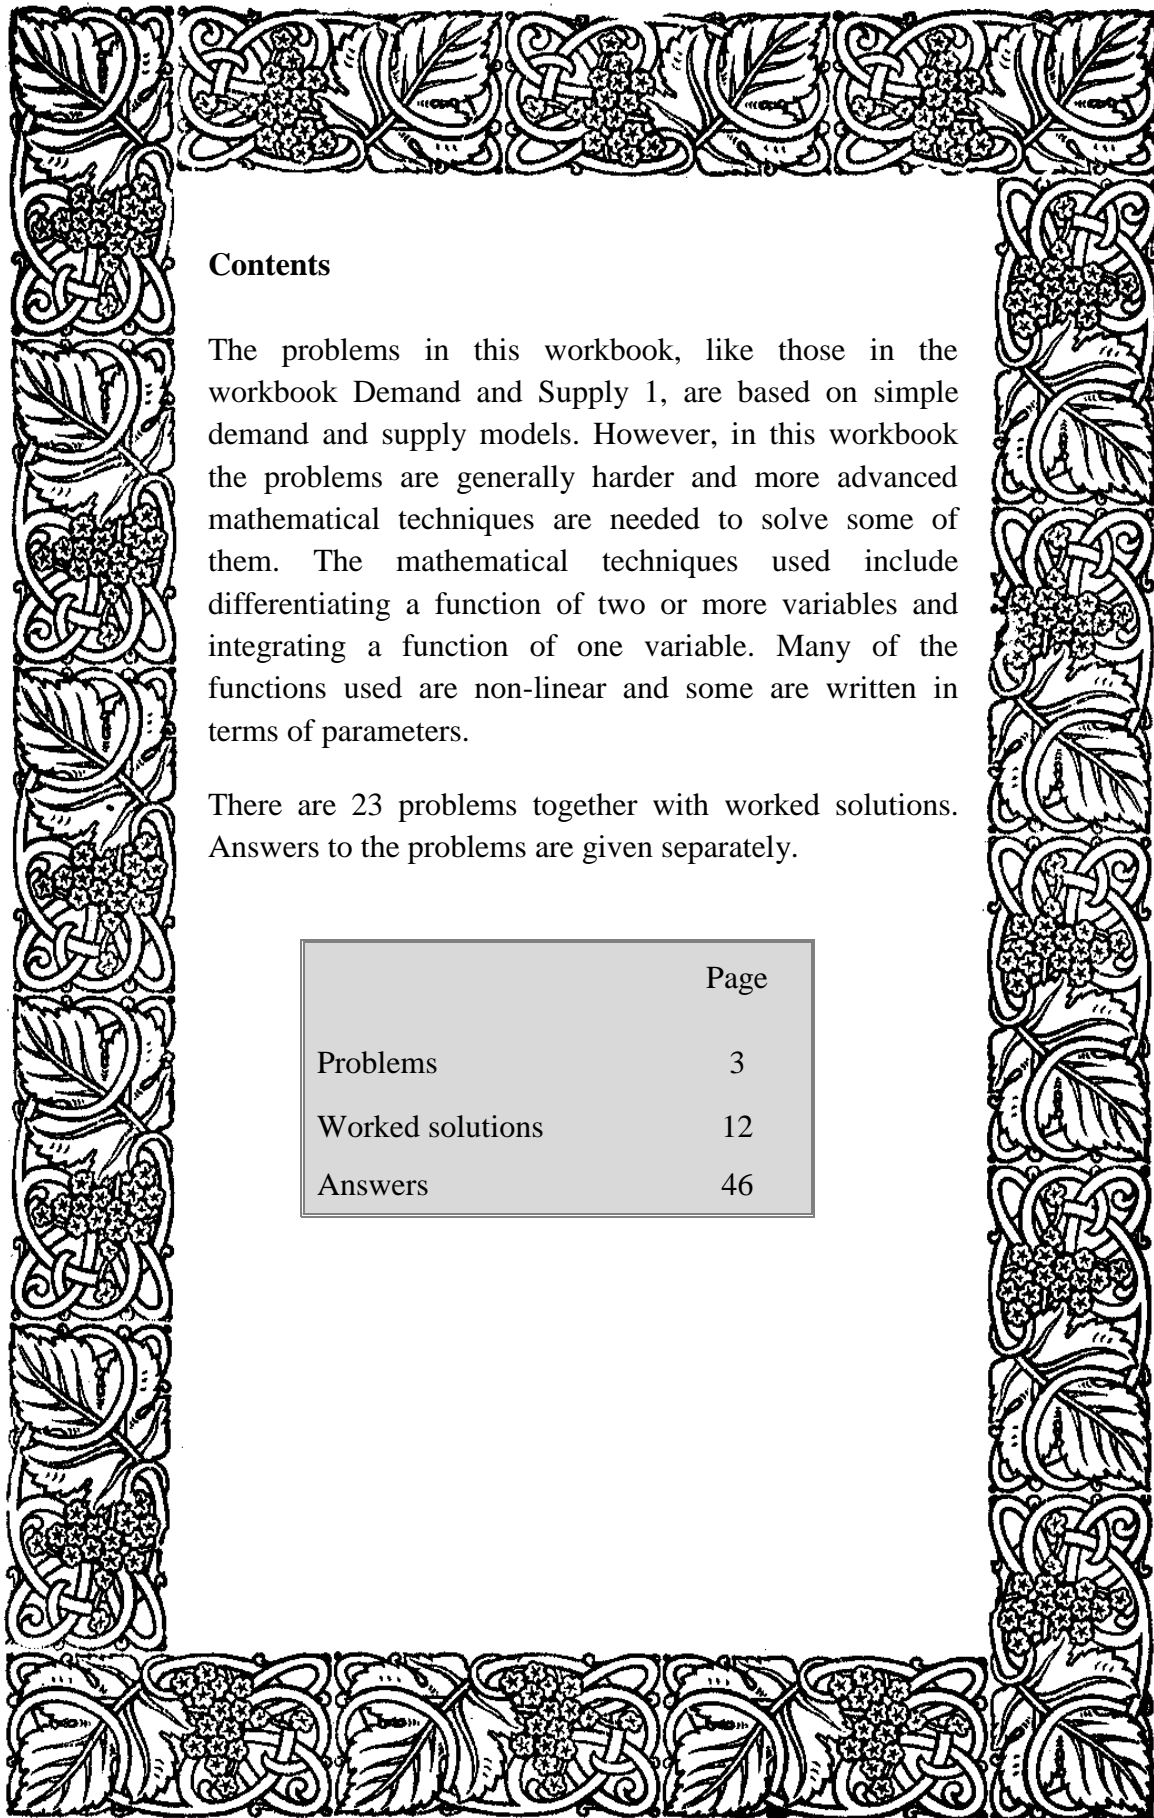 Contents
The problems in this workbook, like those in the
workbook Demand and Supply 1, are based on simple
demand and supply models. However, in this workbook
the problems are generally harder and more advanced
mathematical techniques are needed to solve some of
them. The mathematical techniques used include
differentiating a function of two or more variables and
integrating a function of one variable. Many of the
functions used are non-linear and some are written in
terms of parameters.
There are 23 problems together with worked solutions.
Answers to the problems are given separately.
Page
Problems 3
Worked solutions 12
Answers 46